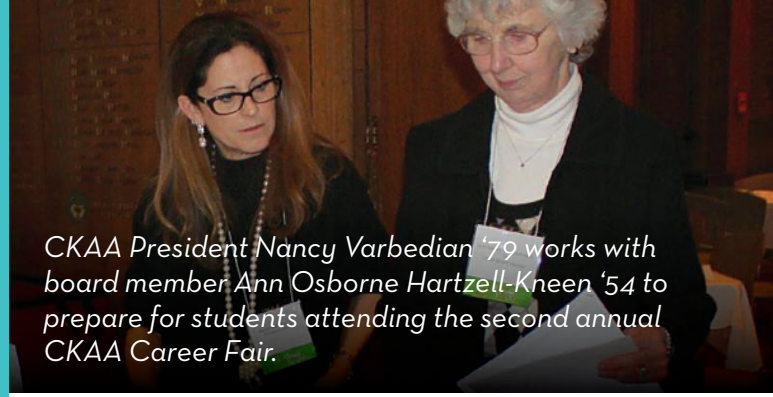 CKAA President Nancy Varbedian ‘79 works with
board member Ann Osborne Hartzell-Kneen ‘54 to
prepare for students attending the second annual
CKAA Career Fair.